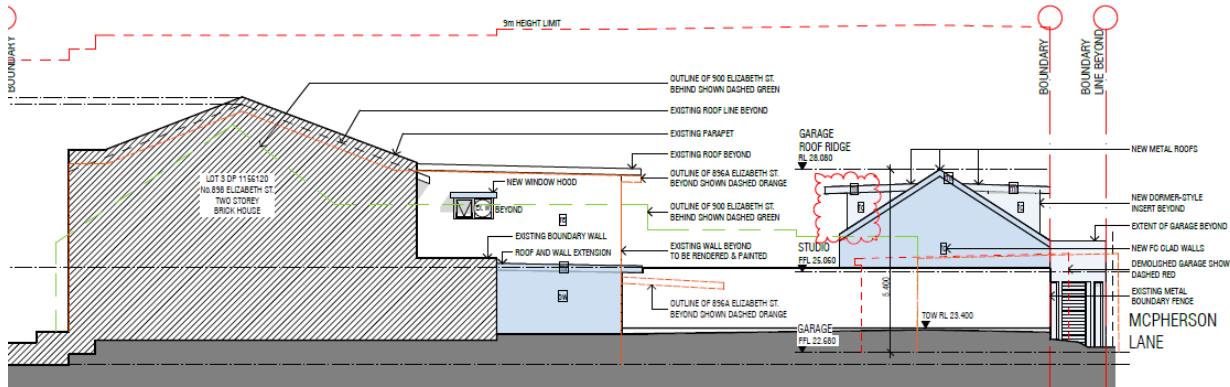 9m HEIGHT LIMIT
BOUNDARY
BOUNDARY
BOUNDARY
LINE BEYOND
OUTLINE OF 900 ELIZABETH ST.
BEHIND SHOWN DASHED GREEN
EXISTING ROOF LINE BEYOND
EXISTING PARAPET
EXISTING ROOF BEYOND
OUTLINE OF 896A ELIZABETH ST.
BEYOND SHOWN DASHED ORANGE
OUTLINE OF 900 ELIZABETH ST.
BEHIND SHOWN DASHED GREEN
EXISTING WALL BEYOND
TO BE RENDERED & PAINTED
OUTLINE OF 896A ELIZABETH ST.
BEYOND SHOWN DASHED ORANGE
LOT 3 DP 1156120
No.898 ELIZABETH ST.
TWO STOREY
BRICK HOUSE
NEW WINDOW HOOD
BEYOND
EXISTING BOUNDARY WALL
ROOF AND WALL EXTENSION
GARAGE
ROOF RIDGE
RL 28.080
STUDIO
FFL 25.060
5.400
GARAGE
FFL 22.680
TOW RL 23.400
NEW METAL ROOFS
NEW DORMER-STYLE
INSERT BEYOND
EXTENT OF GARAGE BEYOND
NEW FC CLAD WALLS
DEMOLISHED GARAGE SHOW
DASHED RED
EXISTING METAL
BOUNDARY FENCE
MCPHERSON
LANE